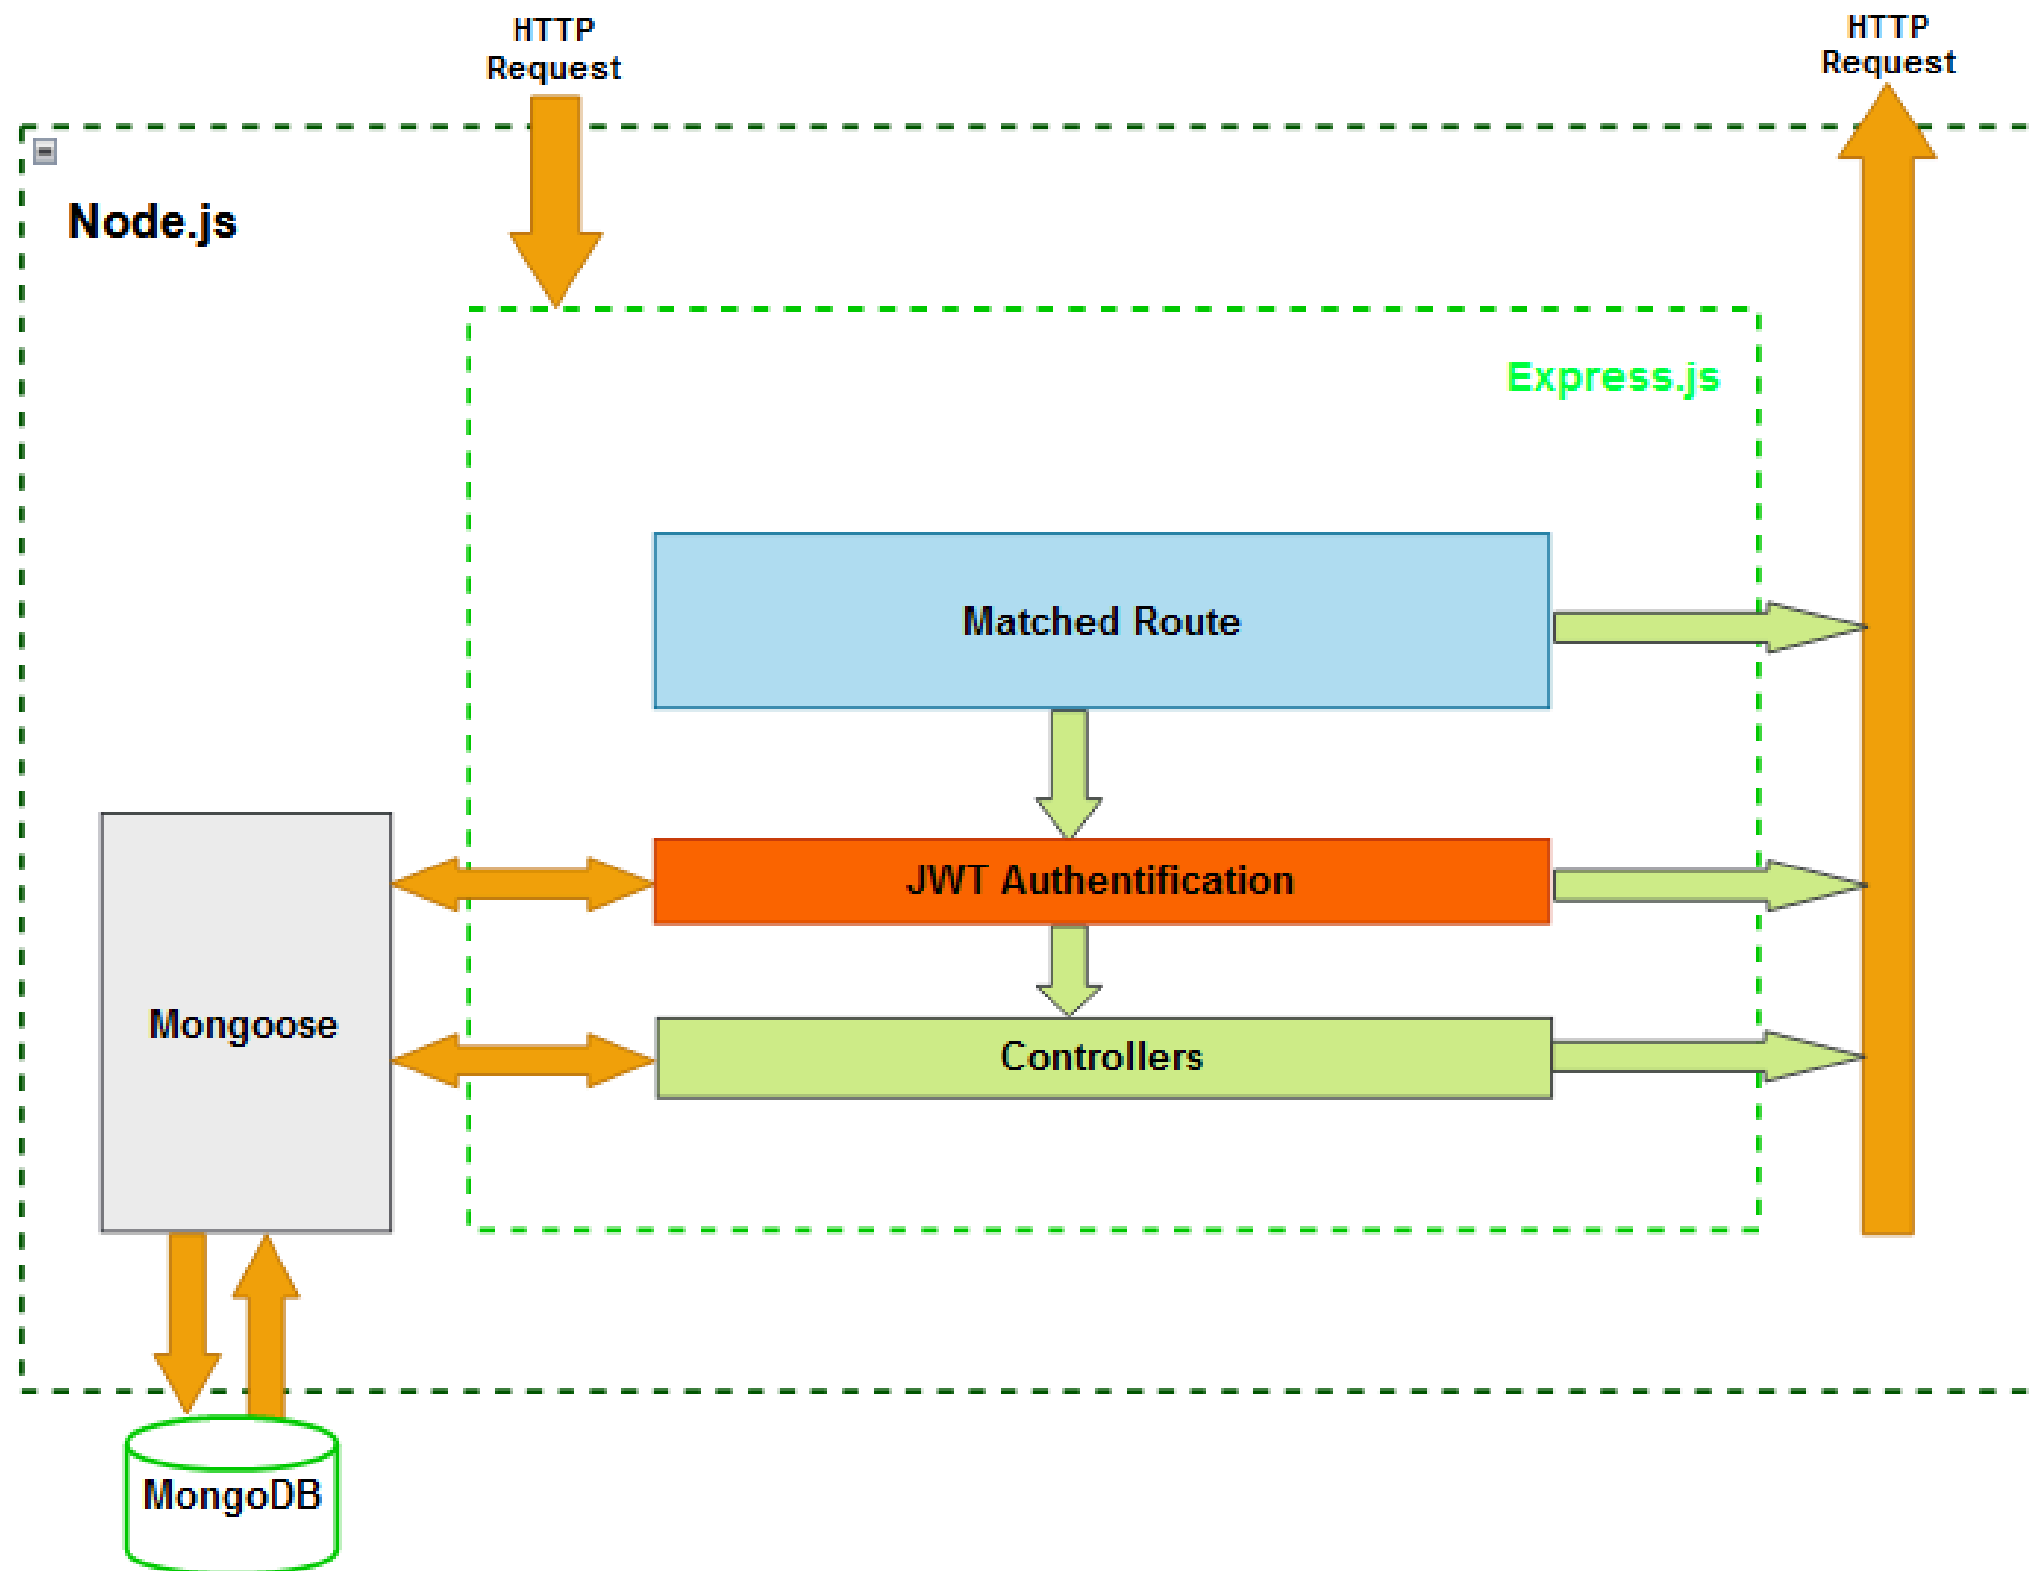 HTTP
Request
HTTP
Request
Node.js
Express.js
Matched Route
JWT Authentification
Mongoose
Controllers
MongoDB